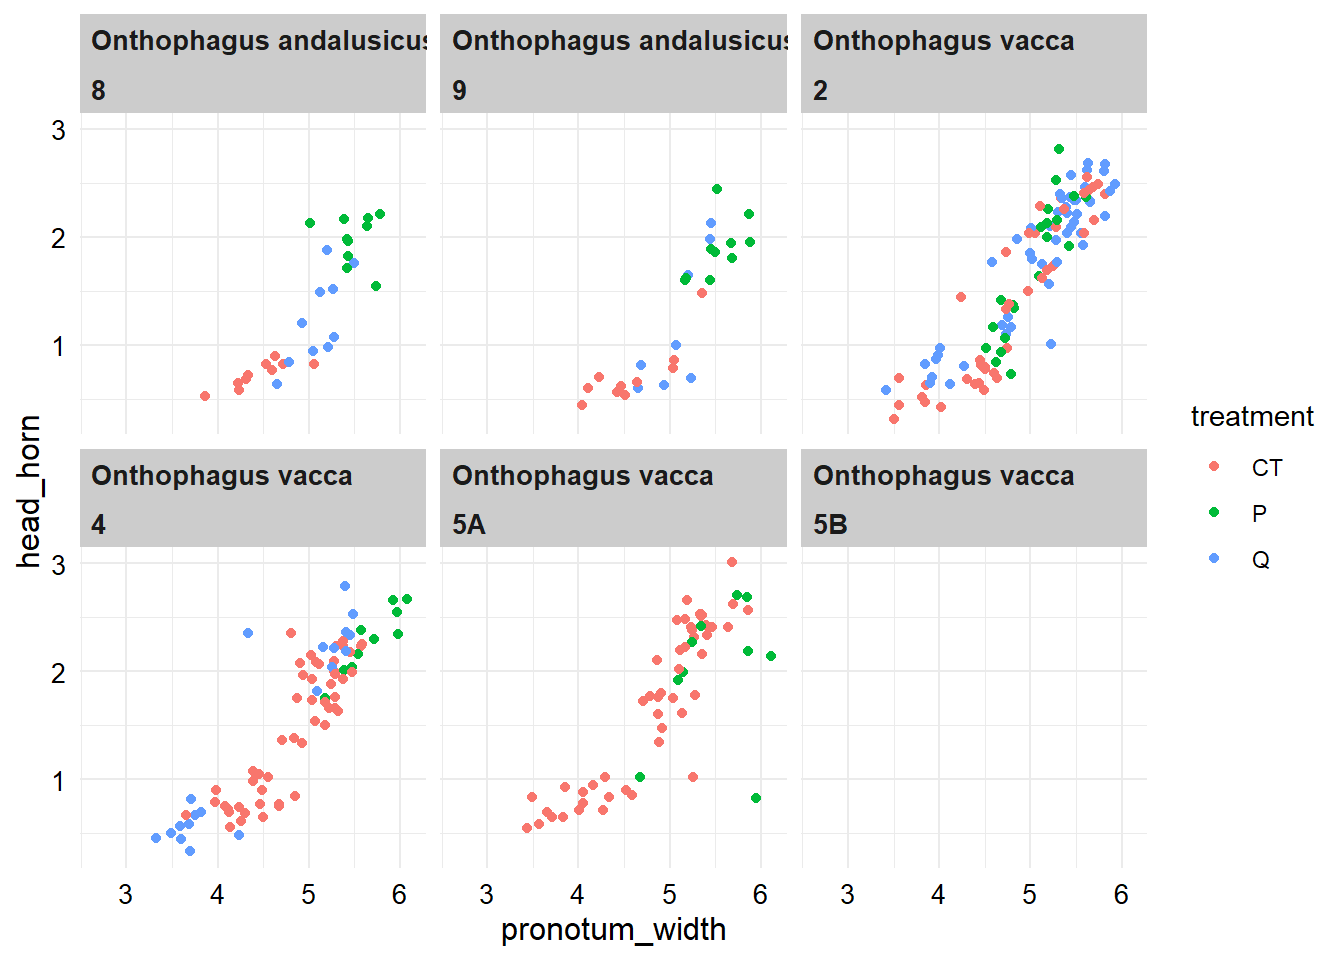 Onthophagus andalusicus Onthophagus andalusicus Onthophagus vacca
8 9 2
3
2
1
head_horn
Onthophagus vacca Onthophagus vacca Onthophagus vacca
4 5A 5B
3
2
1
3 4 5 6 3 4 5 6 3 4 5 6
pronotum_width
treatment
CT
P
Q